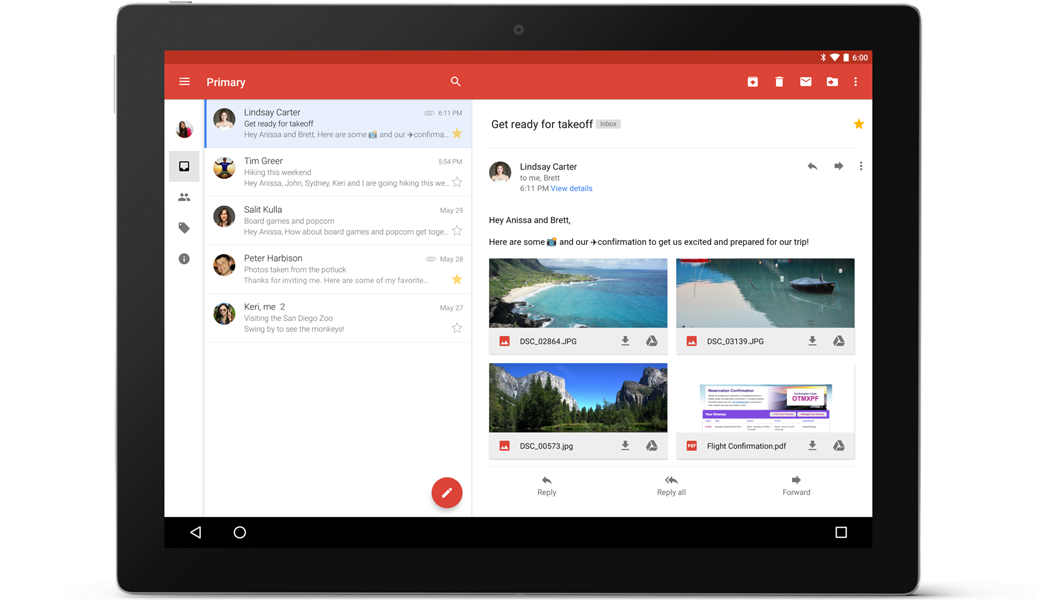 6:00
Primary
Lindsay Carter
6:11 PM
Get ready for takeoff
Hey Anissa and Brett, Here are some 📸 and our ✈confirma...
Tim Greer
5:54 PM
Hiking this weekend
Hey Anissa, John, Sydney, Keri and I are going hiking this we...
Salit Kulla
May 29
Board games and popcorn
Hey Anissa, How about board games and popcorn get toge...
Peter Harbison
May 28
Photos taken from the potluck
Thanks for inviting me. Here are some of my favorite...
Keri, me 2
May 27
Visiting the San Diego Zoo
Swing by to see the monkeys!
Get ready for takeoff Inbox
Lindsay Carter
to me, Brett
6:11 PM View details
Hey Anissa and Brett,
Here are some 📸 and our ✈confirmation to get us excited and prepared for our trip!
DSC_02864.JPG
DSC_03139.JPG
Reservation Confirmation
OTMXPF
Your Itinerary
DSC_00573.jpg
PDF
Flight Confirmation.pdf
Reply
Reply all
Forward